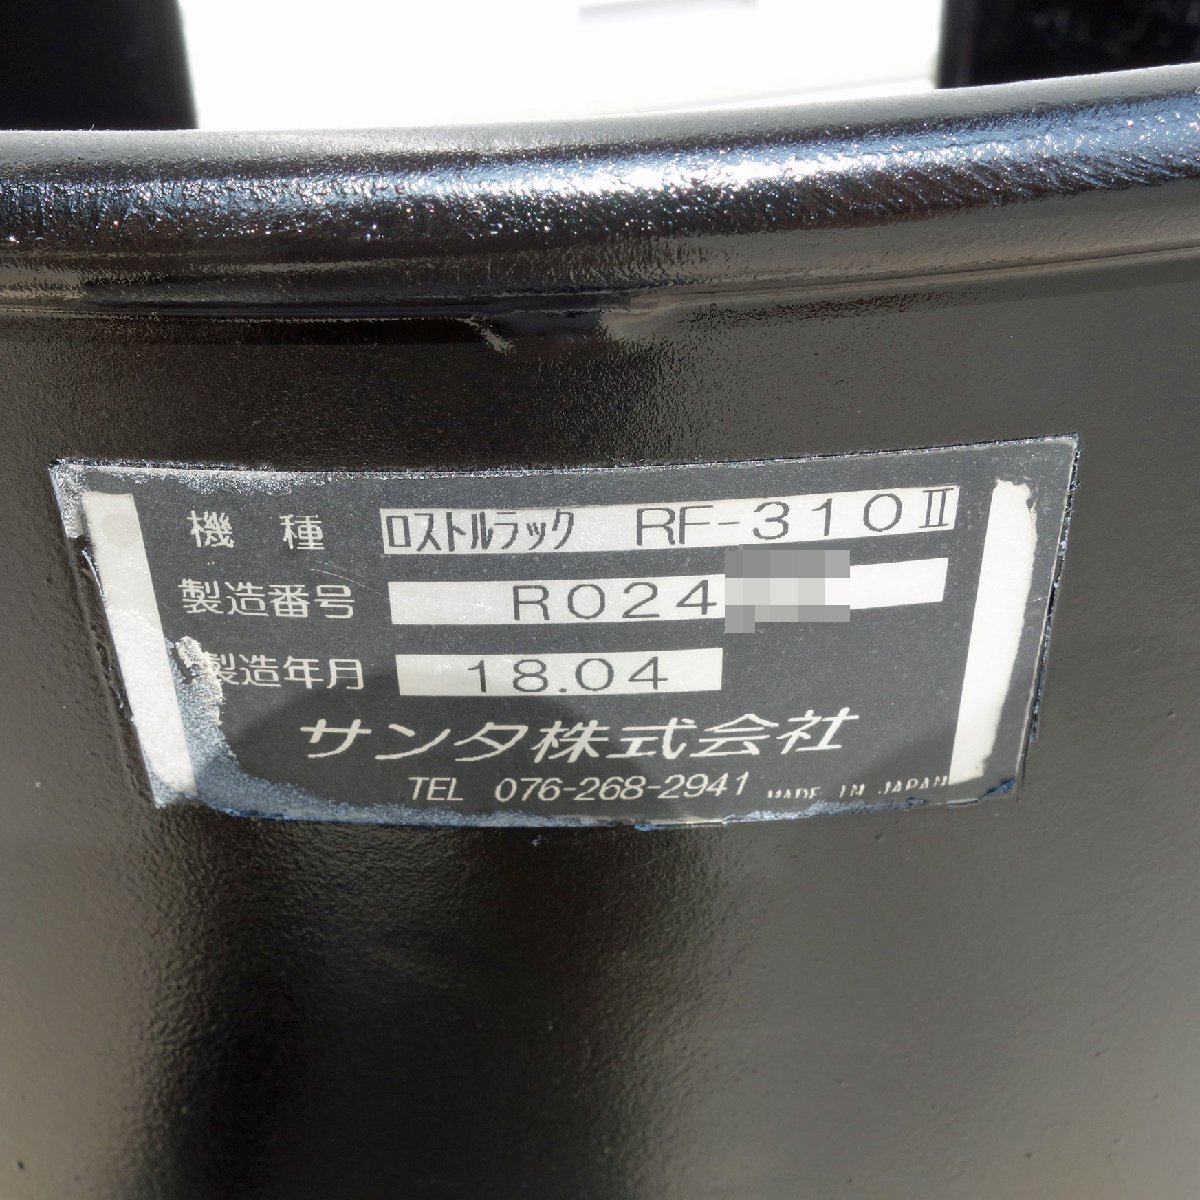 機種 ロストルラック RF-310Ⅱ
製造番号 R024
製造年月 18.04
サンタ株式会社
TEL 076-268-2941 MADE IN JAPAN